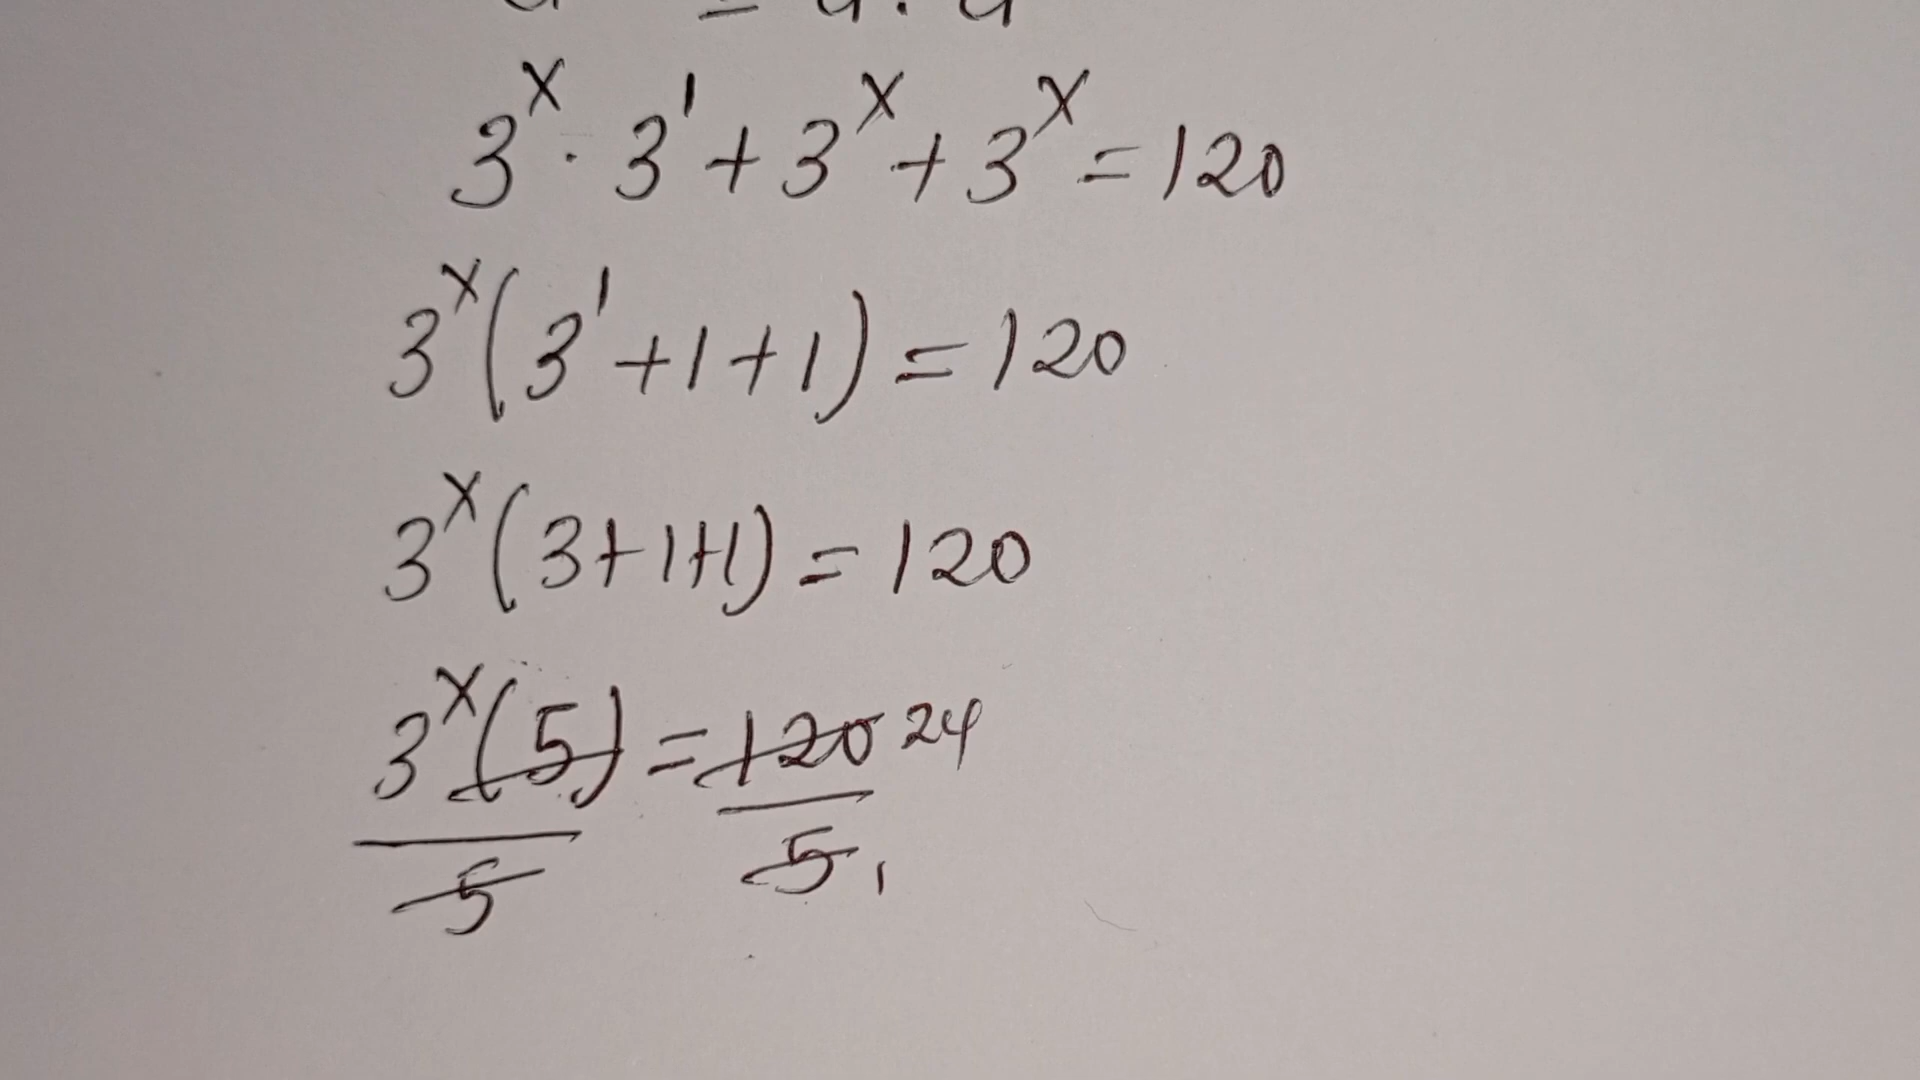 3^x · 3^1 + 3^x + 3^x = 120
3^x(3^1 + 1 + 1) = 120
3^x(3 + 1 + 1) = 120
3^x(5) = 120 24
5 5 1